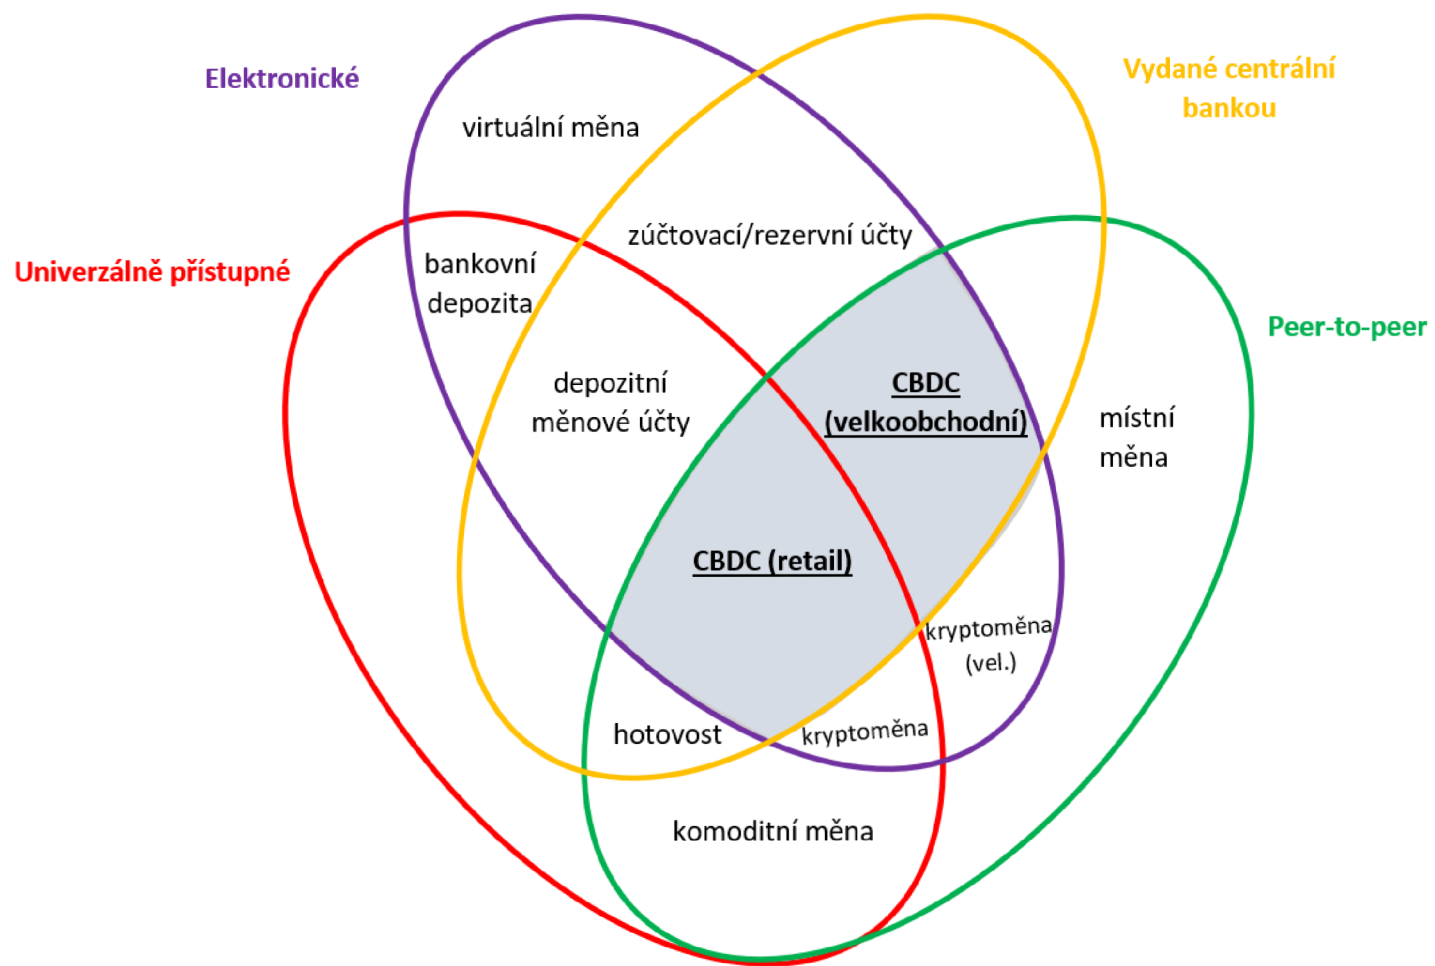 Elektronické
Vydané centrální
bankou
virtuální měna
zúčtovací/rezervní účty
Univerzálně přístupné
bankovní
depozita
Peer-to-peer
depozitní
měnové účty
CBDC
(velkoobchodní)
místní
měna
CBDC (retail)
kryptoměna
(vel.)
hotovost
kryptoměna
komoditní měna